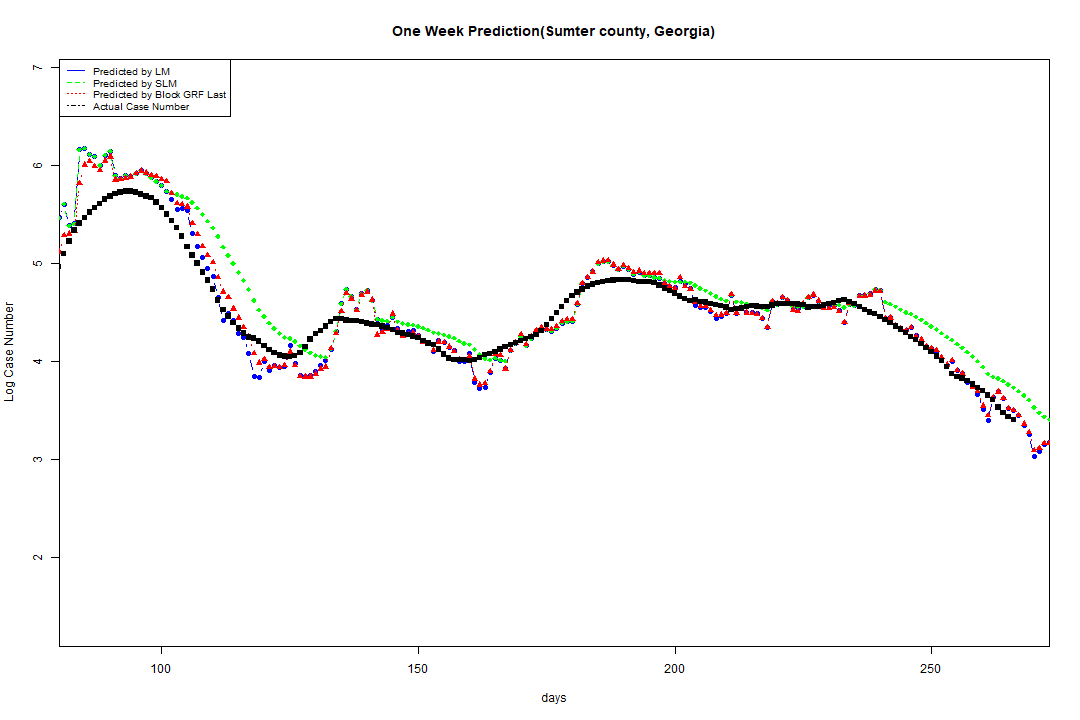 One Week Prediction(Sumter county, Georgia)
Predicted by LM
Predicted by SLM
Predicted by Block GRF Last
Actual Case Number
7
6
5
4
3
2
Log Case Number
100 150 200 250
days